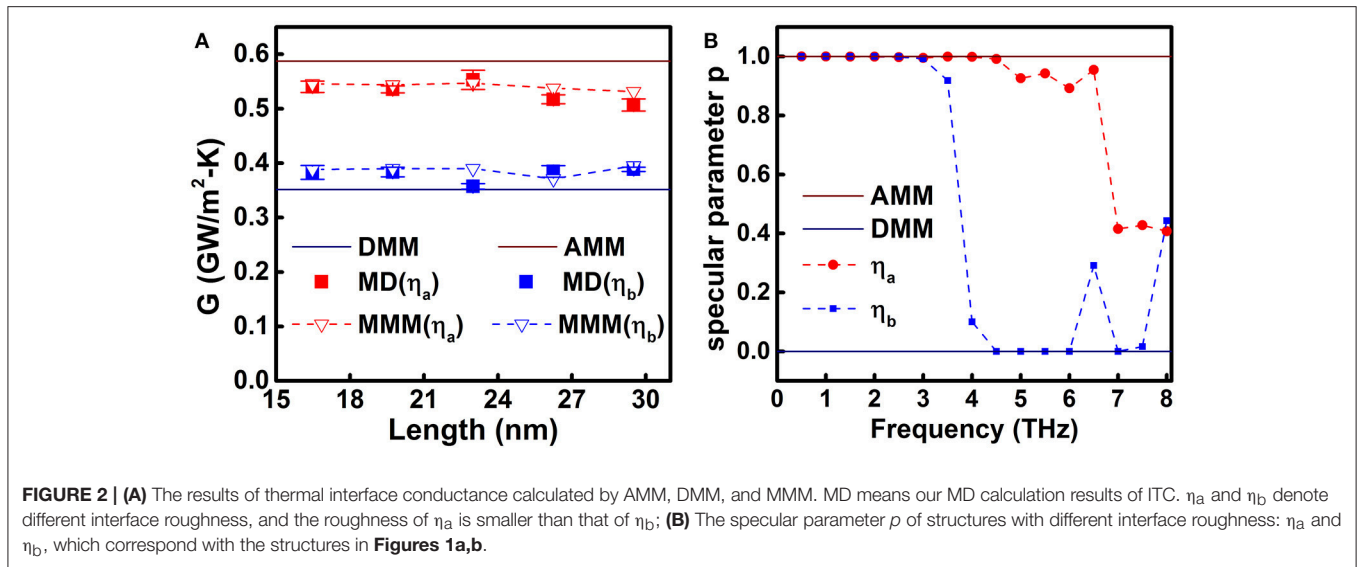 A
G (GW/m²-K)
0.6
0.5
0.4
0.3
0.2
0.1
0.0
DMM
AMM
MD(ηa)
MD(ηb)
MMM(ηa)
MMM(ηb)
15 18 21 24 27 30
Length (nm)
B
specular parameter p
1.0
0.8
0.6
0.4
0.2
0.0
AMM
DMM
ηa
ηb
0 1 2 3 4 5 6 7 8
Frequency (THz)
FIGURE 2 | (A) The results of thermal interface conductance calculated by AMM, DMM, and MMM. MD means our MD calculation results of ITC. ηa and ηb denote
different interface roughness, and the roughness of ηa is smaller than that of ηb; (B) The specular parameter p of structures with different interface roughness: ηa and
ηb, which correspond with the structures in Figures 1a,b.